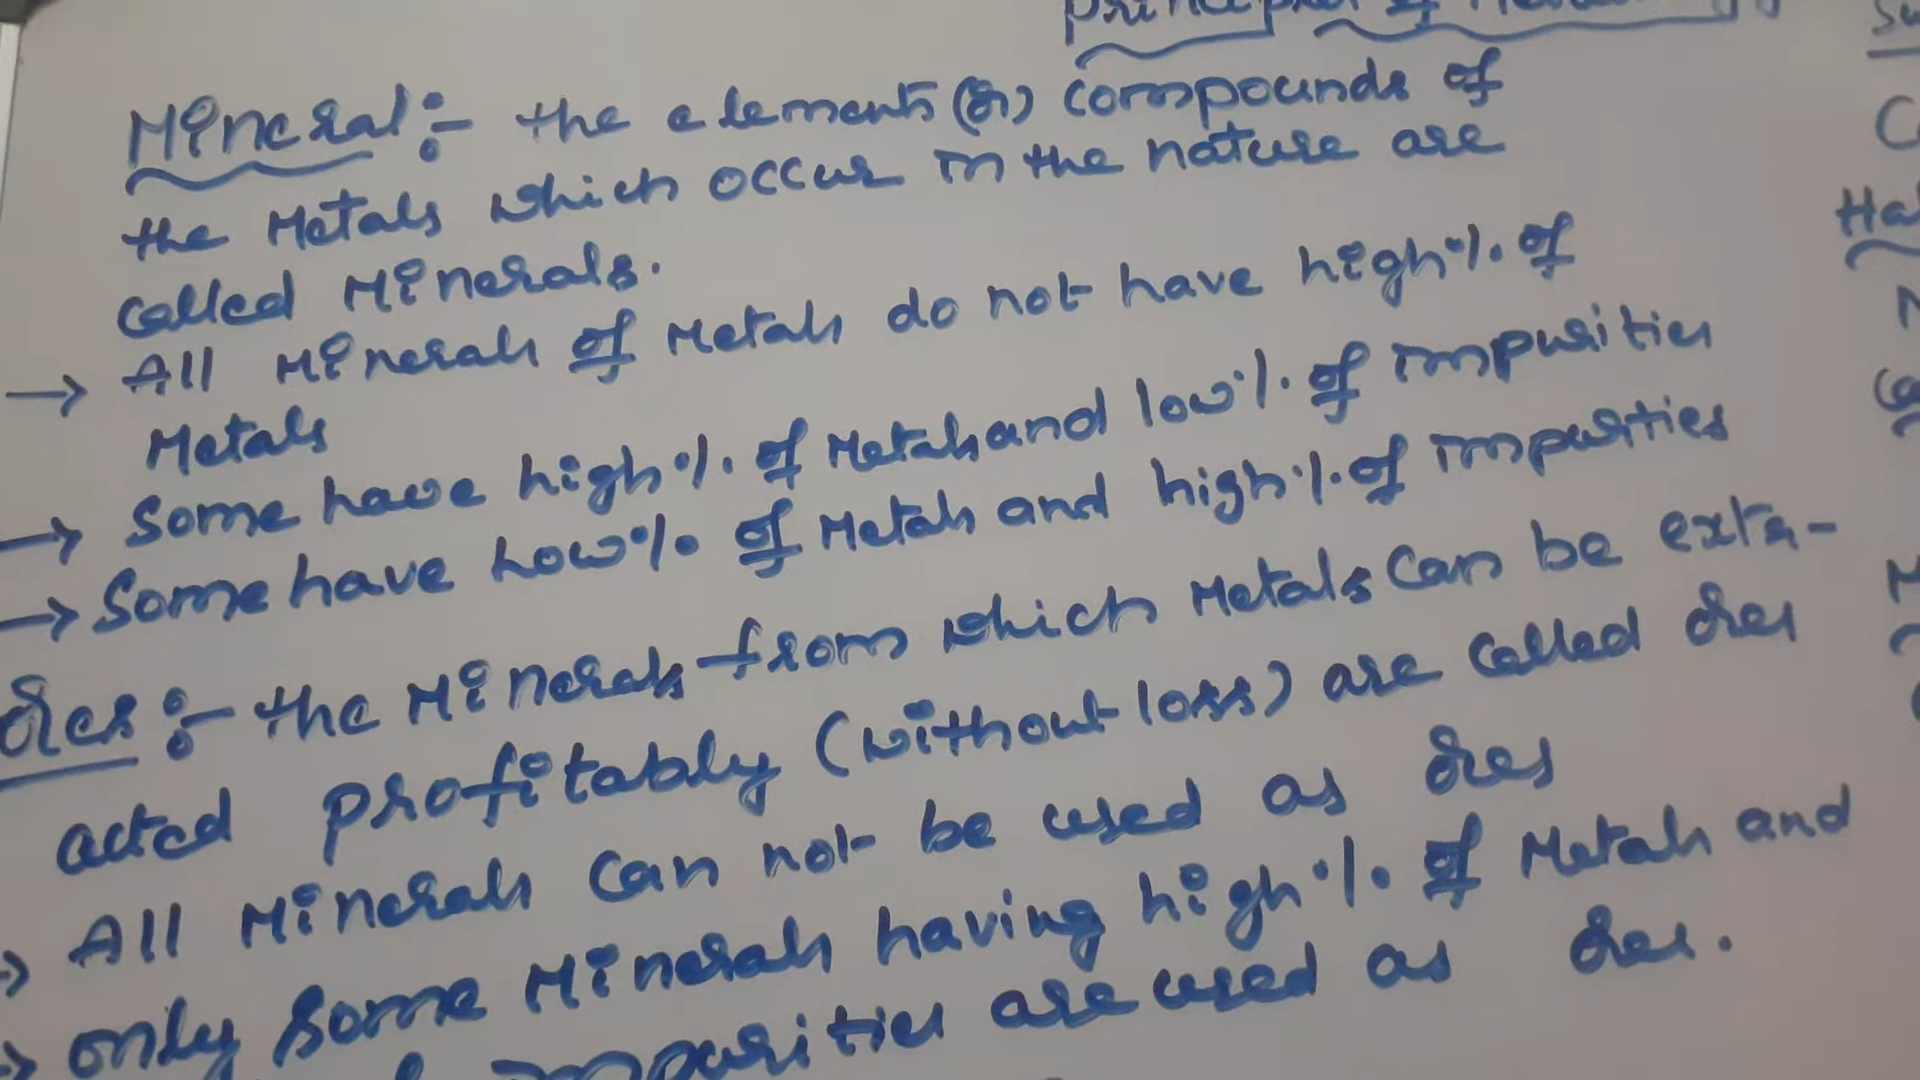 principles of
Mineral:- the elements (or) compounds of
the Metals which occur in the nature are
called Minerals.
→ All Minerals of Metals do not have high % of
Metals
→ Some have high % of Metals and low % of impurities
→ Some have Low % of Metals and high % of impurities
Ores:- the Minerals from which Metals can be extr-
acted profitably (without loss) are called ores
→ All Minerals can not be used as ores
→ only some Minerals having high % of Metals and
impurities are used as ores.